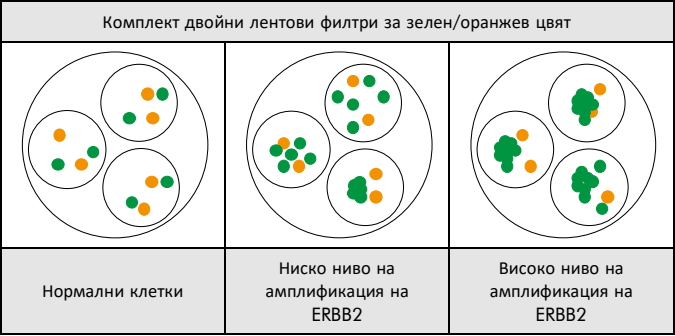 Комплект двойни лентови филтри за зелен/оранжев цвят
Нормални клетки
Ниско ниво на
амплификация на
ERBB2
Високо ниво на
амплификация на
ERBB2